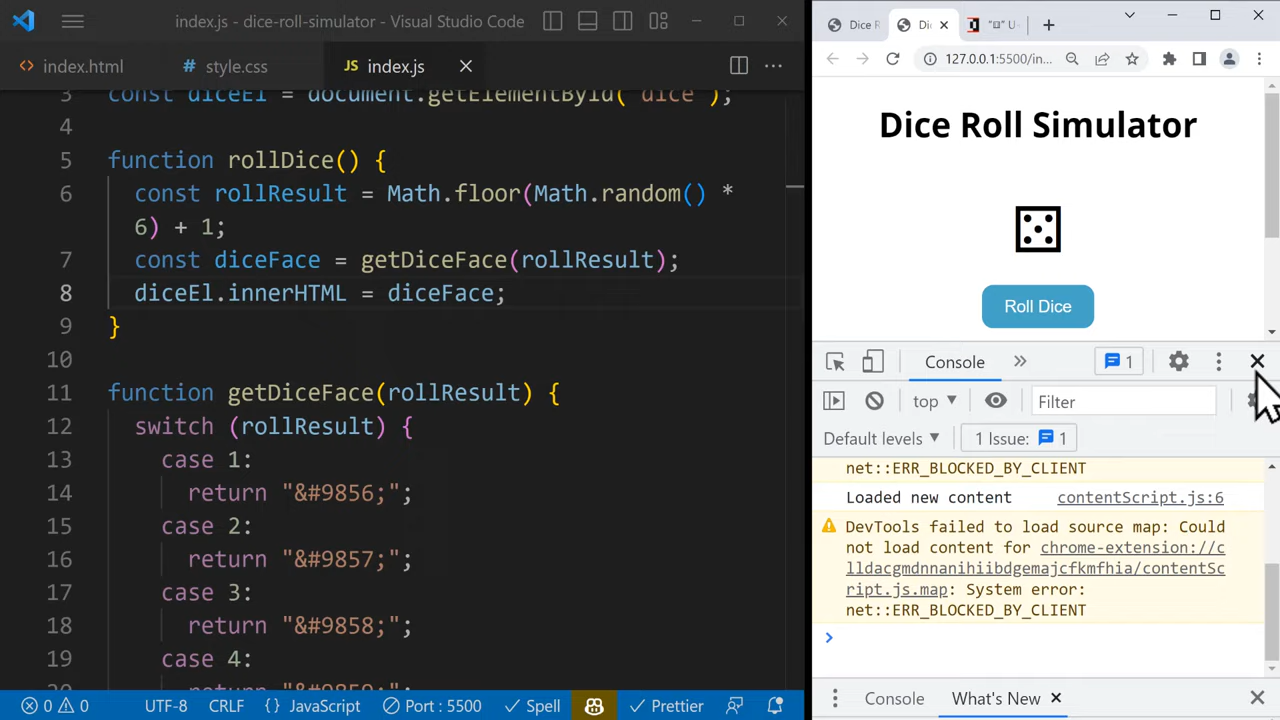 index.js - dice-roll-simulator - Visual Studio Code
index.html
# style.css
JS index.js
3 const diceEl = document.getElementById("dice");
4
5 function rollDice() {
6 const rollResult = Math.floor(Math.random() *
6) + 1;
7 const diceFace = getDiceFace(rollResult);
8 diceEl.innerHTML = diceFace;
9 }
10
11 function getDiceFace(rollResult) {
12 switch (rollResult) {
13 case 1:
14 return "&#9856;";
15 case 2:
16 return "&#9857;";
17 case 3:
18 return "&#9858;";
19 case 4:
20 return "&#9859;";
0 0 UTF-8 CRLF {} JavaScript Port : 5500 Spell Prettier
Dice R
Dic
"⚅" U
127.0.0.1:5500/in...
Dice Roll Simulator
Roll Dice
Console 1
top Filter
Default levels 1 Issue: 1
net::ERR_BLOCKED_BY_CLIENT
Loaded new content contentScript.js:6
DevTools failed to load source map: Could
not load content for chrome-extension://c
lldacgmdnnanihiibdgemajcfkmfhia/contentSc
ript.js.map: System error:
net::ERR_BLOCKED_BY_CLIENT
Console What's New